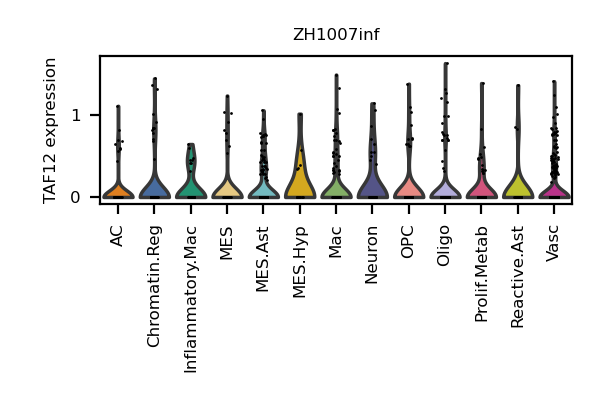 ZH1007inf
TAF12 expression
1
0
AC
Chromatin.Reg
Inflammatory.Mac
MES
MES.Ast
MES.Hyp
Mac
Neuron
OPC
Oligo
Prolif.Metab
Reactive.Ast
Vasc